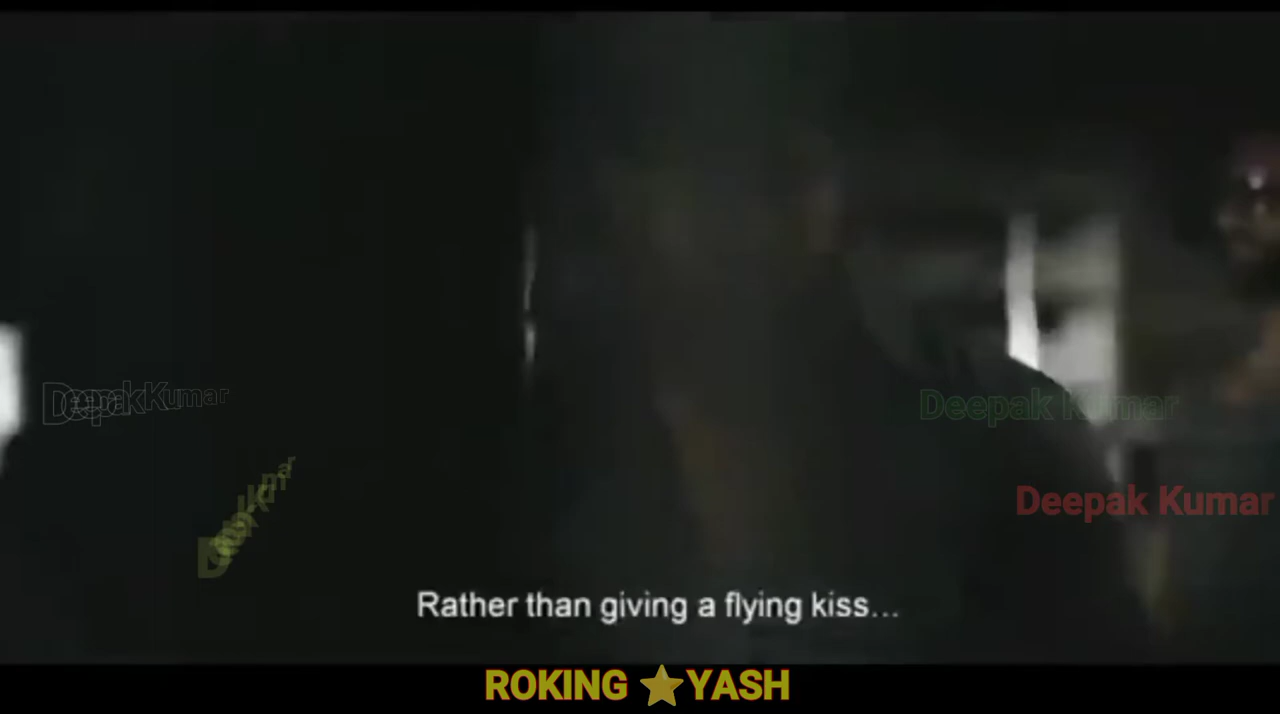 Deepak Kumar
Deepak Kumar
Deepak Kumar
Rather than giving a flying kiss...
ROKING ⭐ YASH